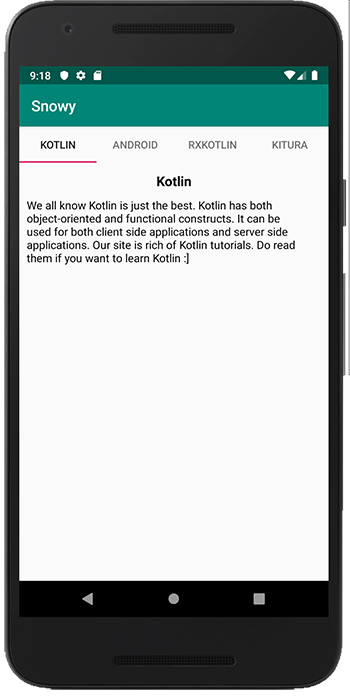 9:18
Snowy
KOTLIN ANDROID RXKOTLIN KITURA
Kotlin
We all know Kotlin is just the best. Kotlin has both
object-oriented and functional constructs. It can be
used for both client side applications and server side
applications. Our site is rich of Kotlin tutorials. Do read
them if you want to learn Kotlin :]